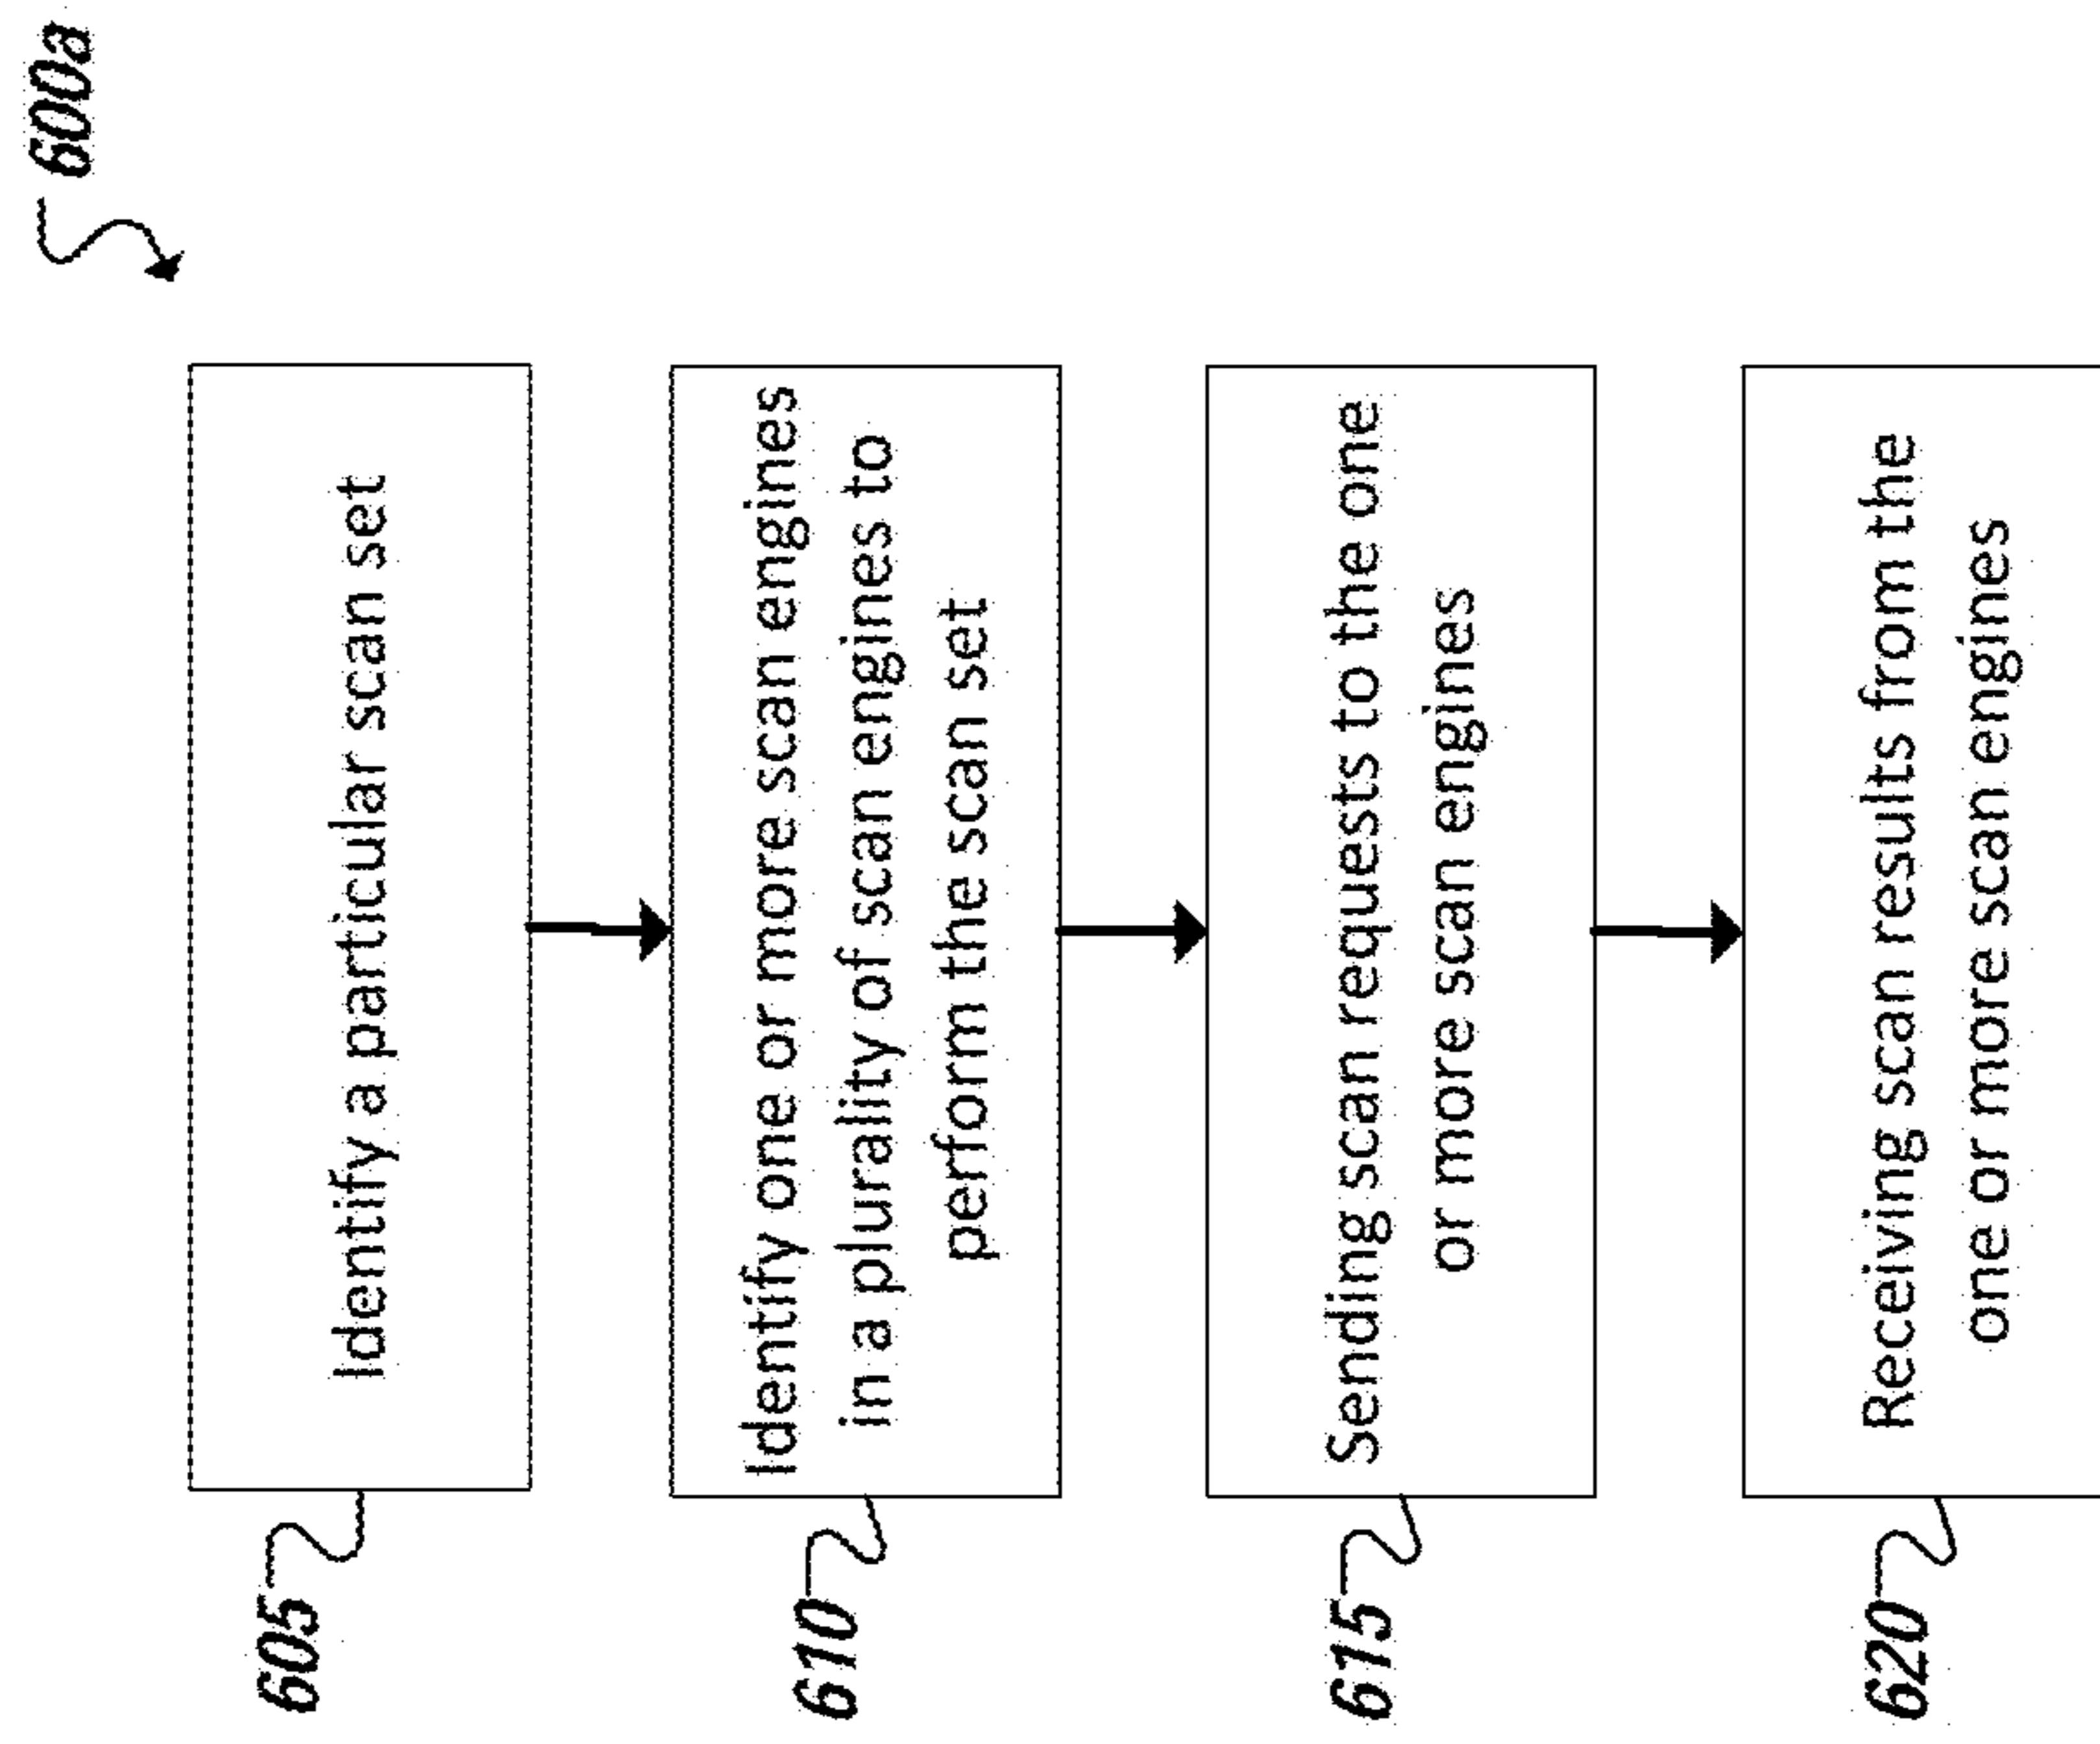 600a
605
Identify a particular scan set
610
Identify one or more scan engines
in a plurality of scan engines to
perform the scan set
615
Sending scan requests to the one
or more scan engines
620
Receiving scan results from the
one or more scan engines